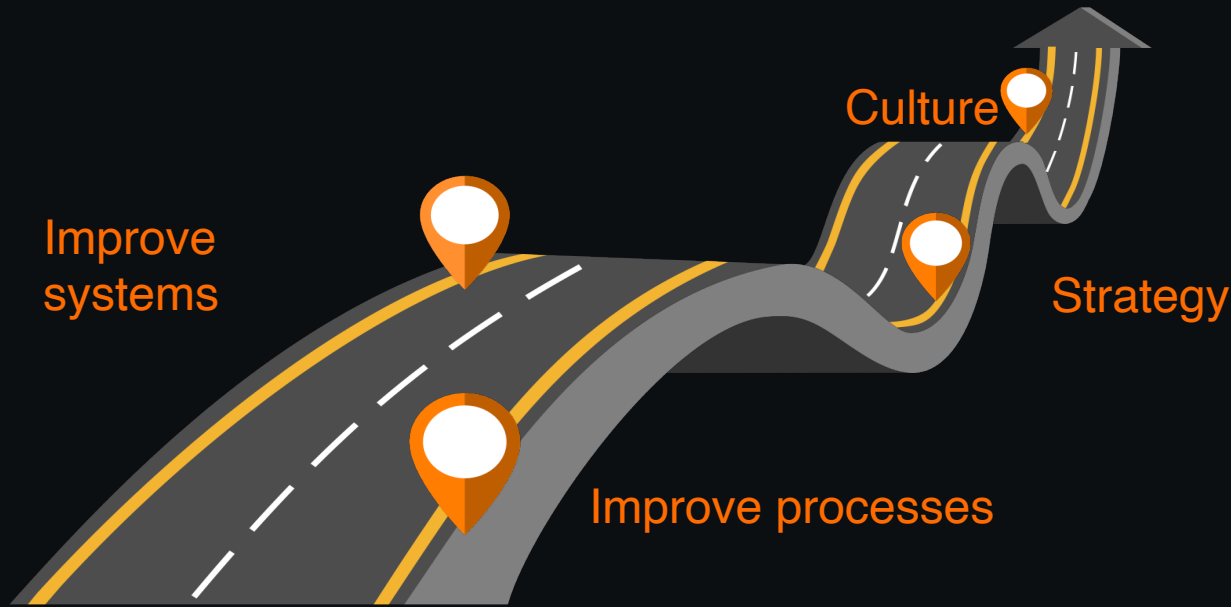 Culture
Improve
systems
Strategy
Improve processes